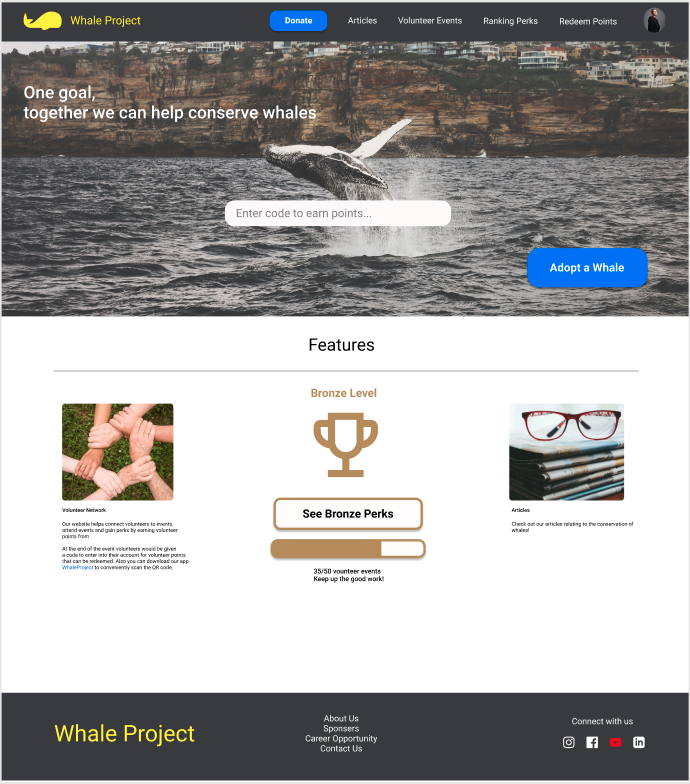 Whale Project
Donate
Articles
Volunteer Events
Ranking Perks
Redeem Points
One goal,
together we can help conserve whales
Enter code to earn points...
Adopt a Whale
Features
Bronze Level
See Bronze Perks
35/50 vounteer events
Keep up the good work!
Volunteer Network
Our website helps connect volunteers to events,
attend events and gain perks by earning volunteer
points from .
At the end of the event volunteers would be given
a code to enter into their account for volunteer points
that can be redeemed. Also you can download our app
WhaleProject to conveniently scan the QR code.
Articles
Check out our articles relating to the conservation of
whales!
Whale Project
About Us
Sponsers
Career Opportunity
Contact Us
Connect with us